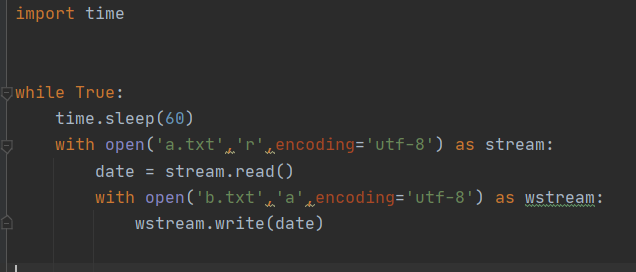 import time
while True:
    time.sleep(60)
    with open('a.txt','r',encoding='utf-8') as stream:
        date = stream.read()
        with open('b.txt','a',encoding='utf-8') as wstream:
            wstream.write(date)